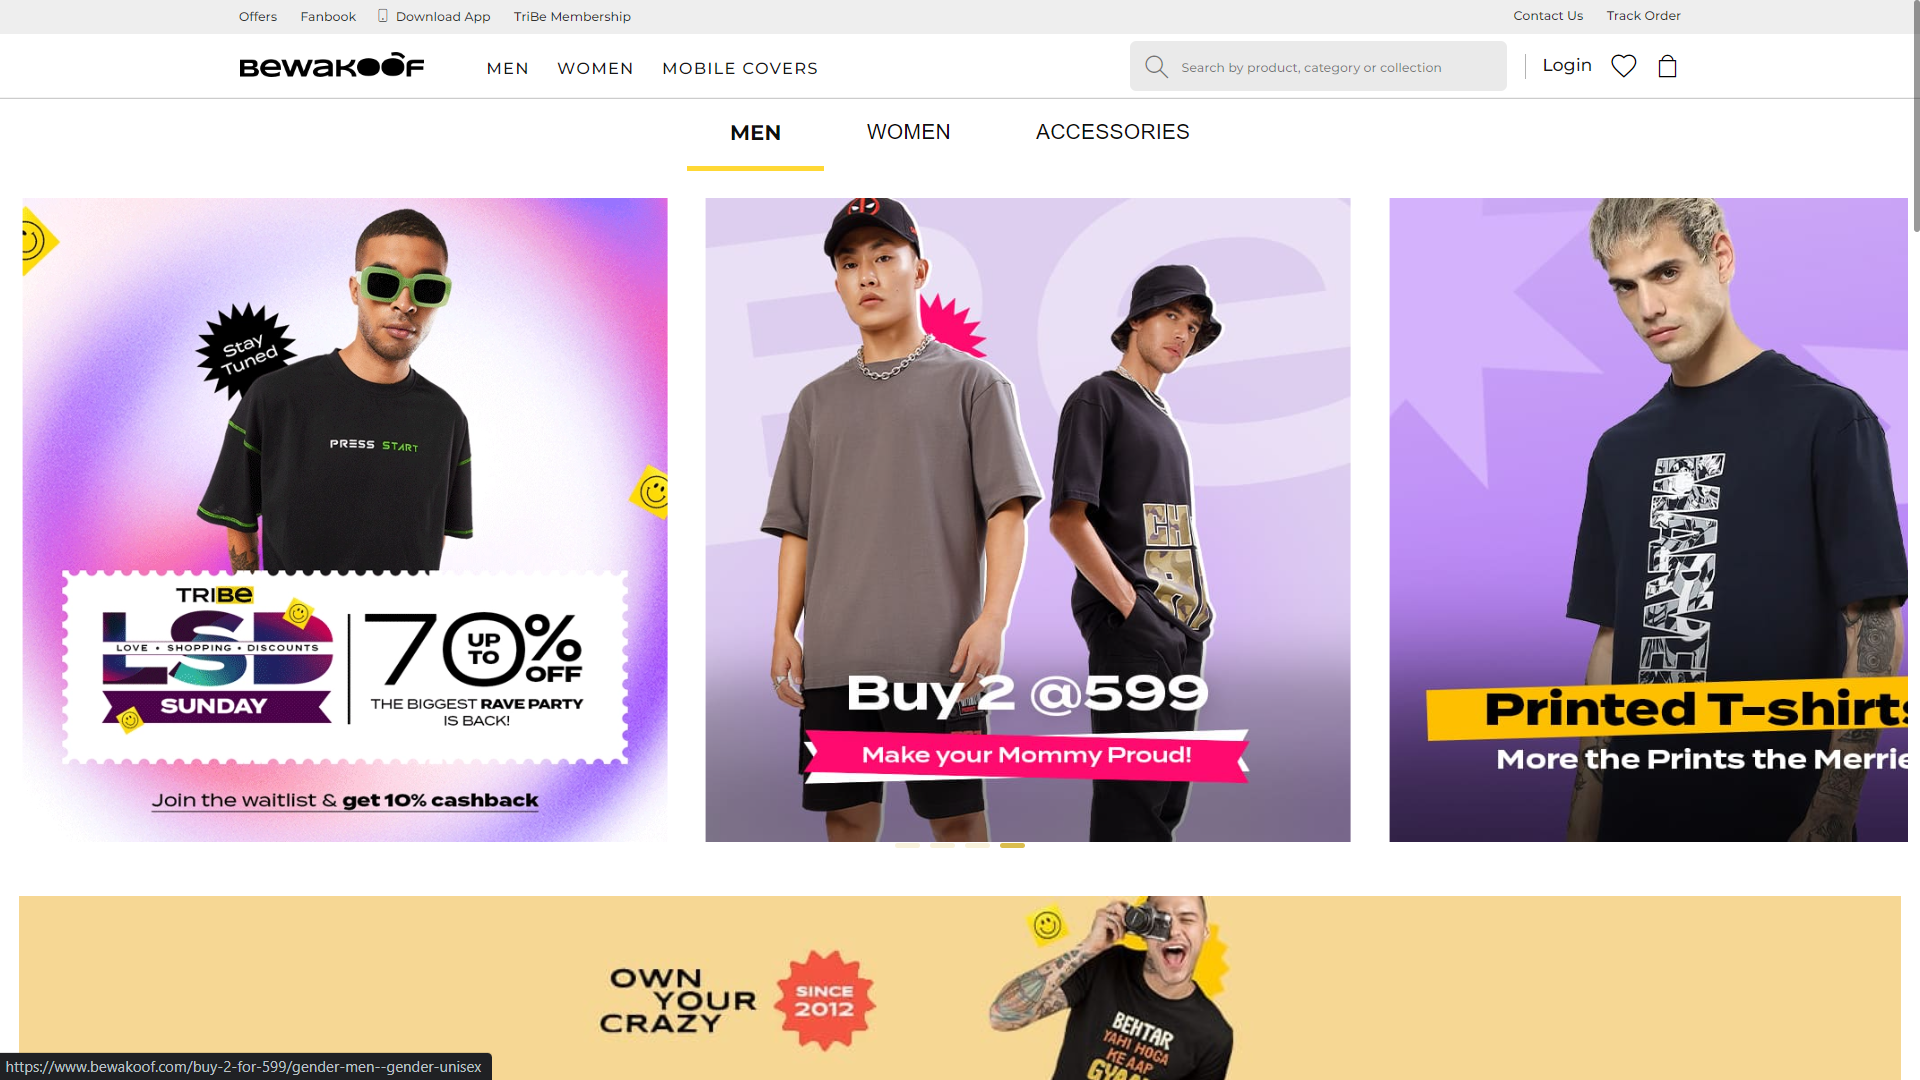 Offers Fanbook Download App TriBe Membership Contact Us Track Order
BEWAKOOF MEN WOMEN MOBILE COVERS Search by product, category or collection Login
MEN WOMEN ACCESSORIES
Stay
Tuned
PRESS START
TRIBE
LSD
LOVE • SHOPPING • DISCOUNTS
SUNDAY
UP TO 70% OFF
THE BIGGEST RAVE PARTY
IS BACK!
Join the waitlist & get 10% cashback
Buy 2 @599
Make your Mommy Proud!
Printed T-shirts
More the Prints the Merrie
OWN
YOUR
CRAZY
SINCE
2012
BEHTAR
YAHI HOGA
KE AAP
https://www.bewakoof.com/buy-2-for-599/gender-men--gender-unisex